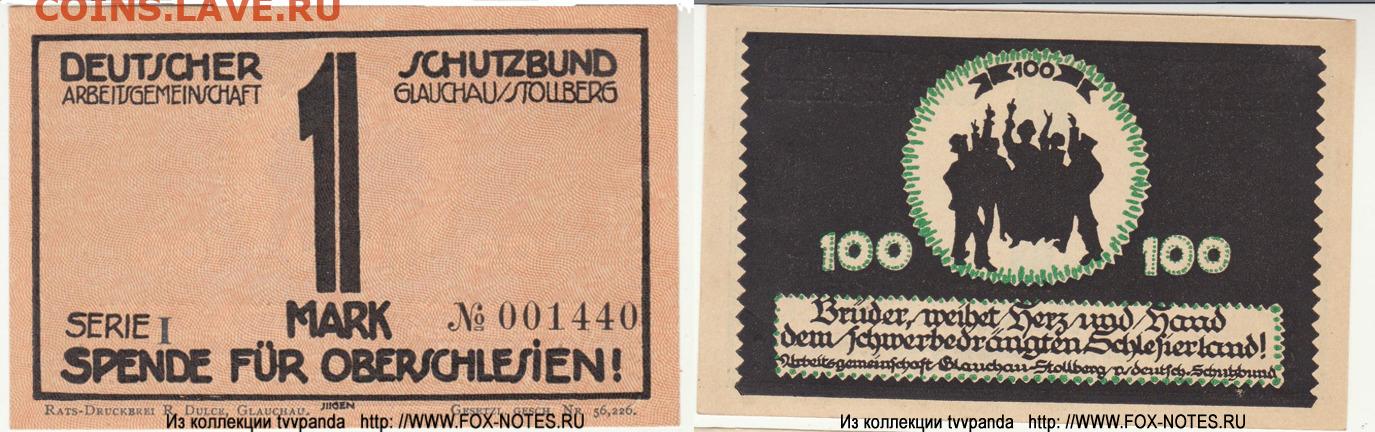 COINS.LAVE.RU
DEUTSCHER SCHUTZBUND
ARBEITSGEMEINSCHAFT GLAUCHAU/STOLLBERG
1
MARK
SERIE I № 001440
SPENDE FÜR OBERSCHLESIEN!
RATS-DRUCKEREI R. DULCE, GLAUCHAU. GESETZL. GESCH. NR. 56,226.
Из коллекции tvvpanda http: //WWW.FOX-NOTES.RU
100
100 100
Brüder, weihet Herz und Hand
dem schwerbedrängten Schlesierland!
Arbeits-gemeinschaft Glauchau-Stollberg v. deutsch. Schutzbund
Из коллекции tvvpanda http: //WWW.FOX-NOTES.RU